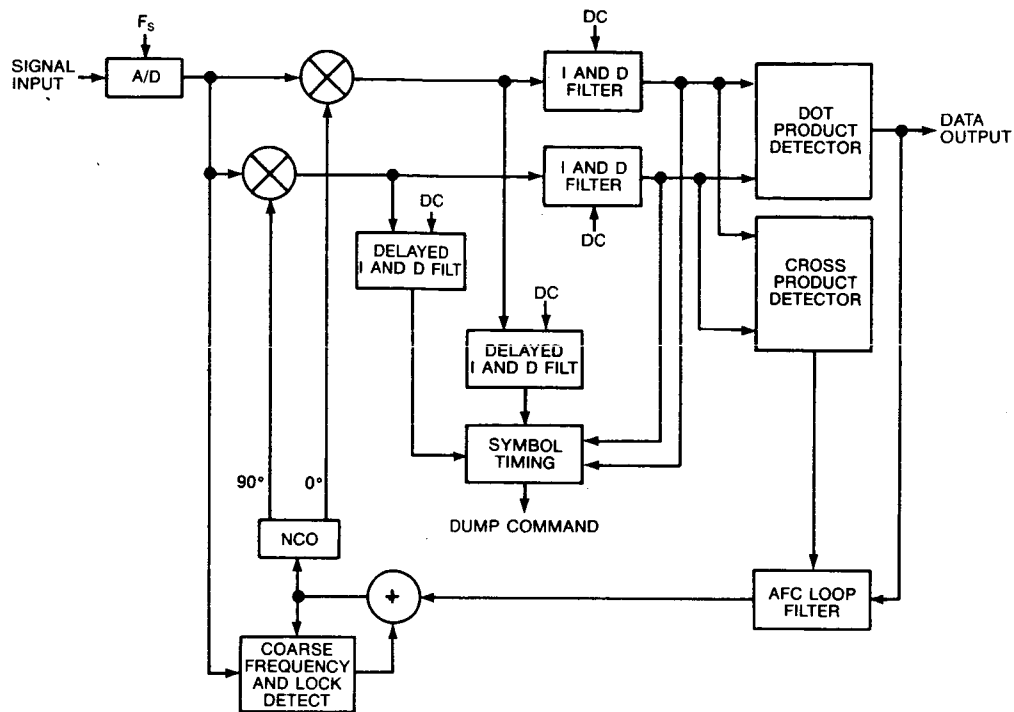 DC
F_S
SIGNAL
INPUT
A/D
I AND D
FILTER
DOT
PRODUCT
DETECTOR
DATA
OUTPUT
I AND D
FILTER
DC
DC
DELAYED
I AND D FILT
CROSS
PRODUCT
DETECTOR
DC
DELAYED
I AND D FILT
SYMBOL
TIMING
90°
0°
DUMP COMMAND
NCO
+
AFC LOOP
FILTER
COARSE
FREQUENCY
AND LOCK
DETECT